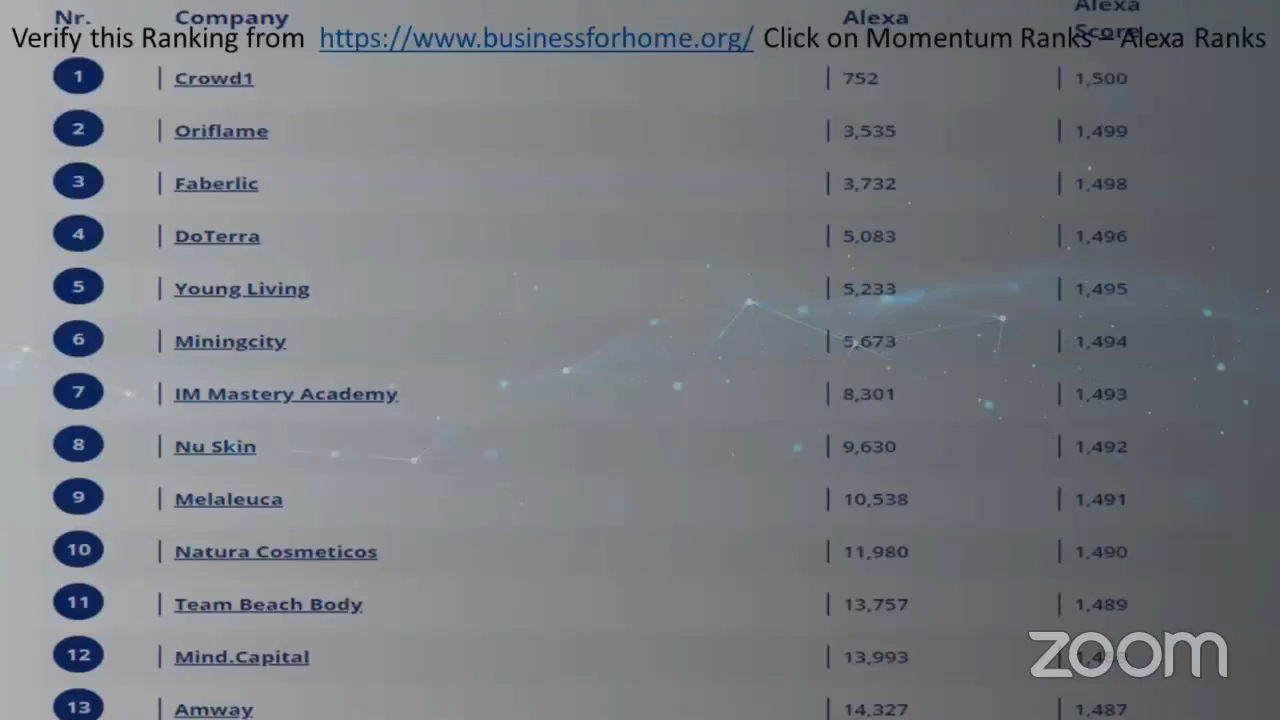 Nr. Company Alexa Alexa Score
Verify this Ranking from https://www.businessforhome.org/ Click on Momentum Ranks – Alexa Ranks
1 Crowd1 752 1,500
2 Oriflame 3,535 1,499
3 Faberlic 3,732 1,498
4 DoTerra 5,083 1,496
5 Young Living 5,233 1,495
6 Miningcity 5,673 1,494
7 IM Mastery Academy 8,301 1,493
8 Nu Skin 9,630 1,492
9 Melaleuca 10,538 1,491
10 Natura Cosmeticos 11,980 1,490
11 Team Beach Body 13,757 1,489
12 Mind.Capital 13,993
zoom
13 Amway 14,327 1,487